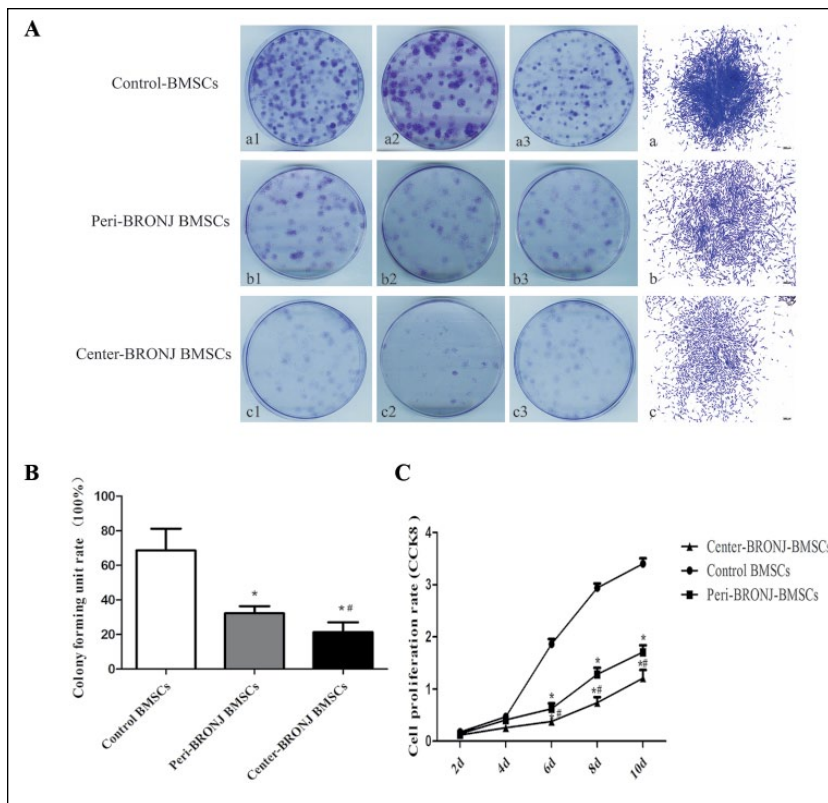 A
Control-BMSCs
a1
a2
a3
a
Peri-BRONJ BMSCs
b1
b2
b3
b
Center-BRONJ BMSCs
c1
c2
c3
c
B
Colony forming unit rate (100%)
100
80
60
40
20
0
*
*#
Control BMSCs
Peri-BRONJ BMSCs
Center-BRONJ BMSCs
C
Cell proliferation rate (CCK8)
4
3
2
1
0
Center-BRONJ-BMSCs
Control BMSCs
Peri-BRONJ-BMSCs
*
*#
*
*#
*
*#
2d
4d
6d
8d
10d